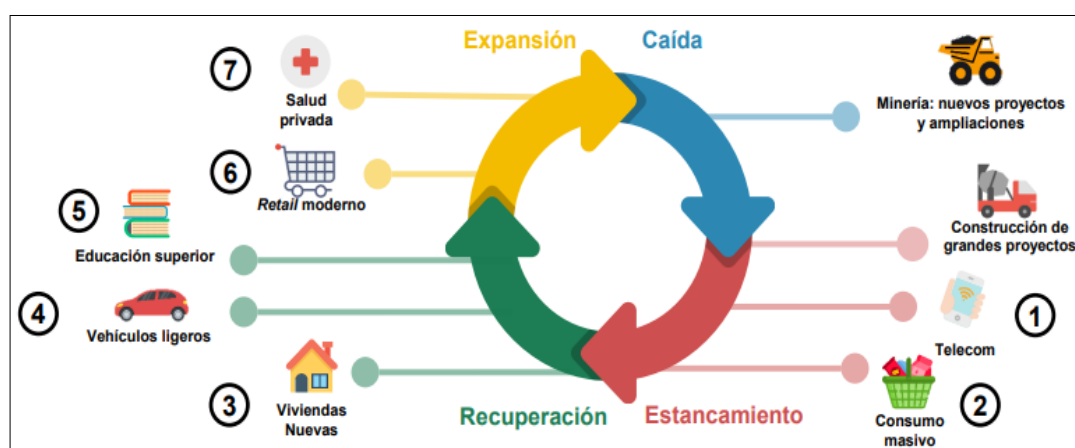 Expansión
Caída
7
Salud
privada
Minería: nuevos proyectos
y ampliaciones
6
Retail moderno
5
Educación superior
Construcción de
grandes proyectos
4
Vehículos ligeros
1
Telecom
3
Viviendas
Nuevas
Recuperación
Estancamiento
2
Consumo
masivo